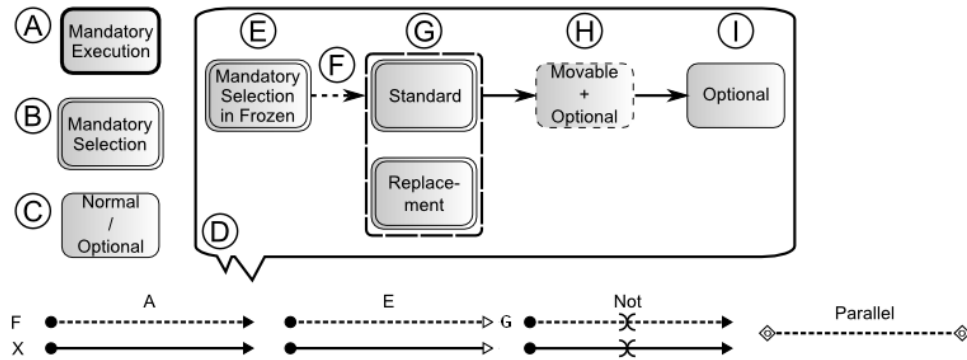 A
Mandatory
Execution
B
Mandatory
Selection
C
Normal
/
Optional
D
E
Mandatory
Selection
in Frozen
F
G
Standard
Replace-
ment
H
Movable
+
Optional
I
Optional
A
E
Not
Parallel
F
G
X